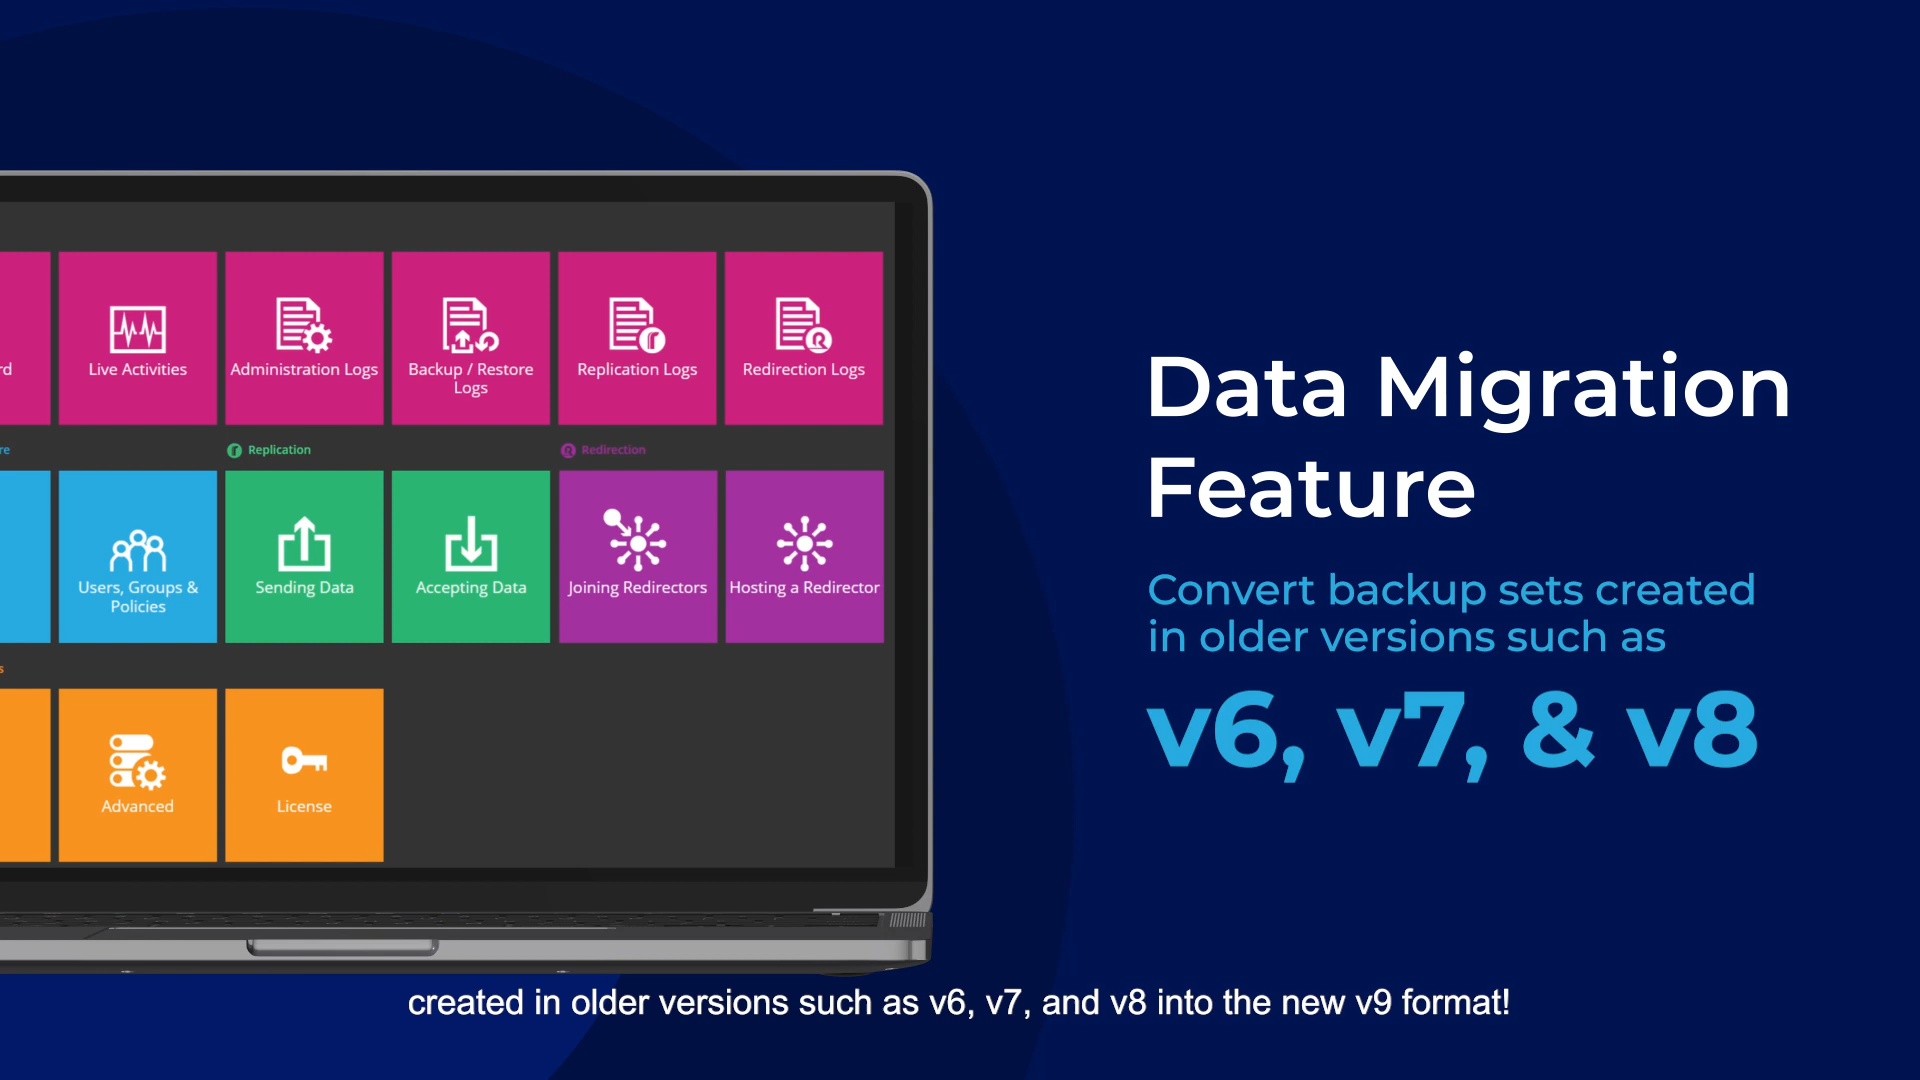 rd
Live Activities
Administration Logs
Backup / Restore
Logs
Replication Logs
Redirection Logs
re
Replication
Redirection
Users, Groups &
Policies
Sending Data
Accepting Data
Joining Redirectors
Hosting a Redirector
s
Advanced
License
Data Migration
Feature
Convert backup sets created
in older versions such as
v6, v7, & v8
created in older versions such as v6, v7, and v8 into the new v9 format!